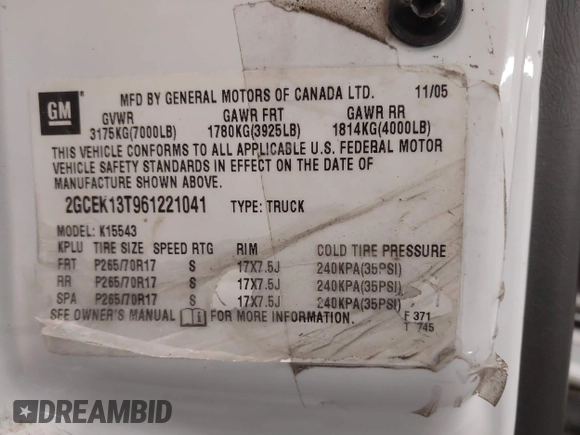 GM
MFD BY GENERAL MOTORS OF CANADA LTD. 11/05
GVWR GAWR FRT GAWR RR
3175KG(7000LB) 1780KG(3925LB) 1814KG(4000LB)
THIS VEHICLE CONFORMS TO ALL APPLICABLE U.S. FEDERAL MOTOR
VEHICLE SAFETY STANDARDS IN EFFECT ON THE DATE OF
MANUFACTURE SHOWN ABOVE.
2GCEK13T961221041 TYPE: TRUCK
MODEL: K15543
KPLU TIRE SIZE SPEED RTG RIM COLD TIRE PRESSURE
FRT P265/70R17 S 17X7.5J 240KPA(35PSI)
RR P265/70R17 S 17X7.5J 240KPA(35PSI)
SPA P265/70R17 S 17X7.5J 240KPA(35PSI)
SEE OWNER'S MANUAL FOR MORE INFORMATION. F 371
T 745
DREAMBID